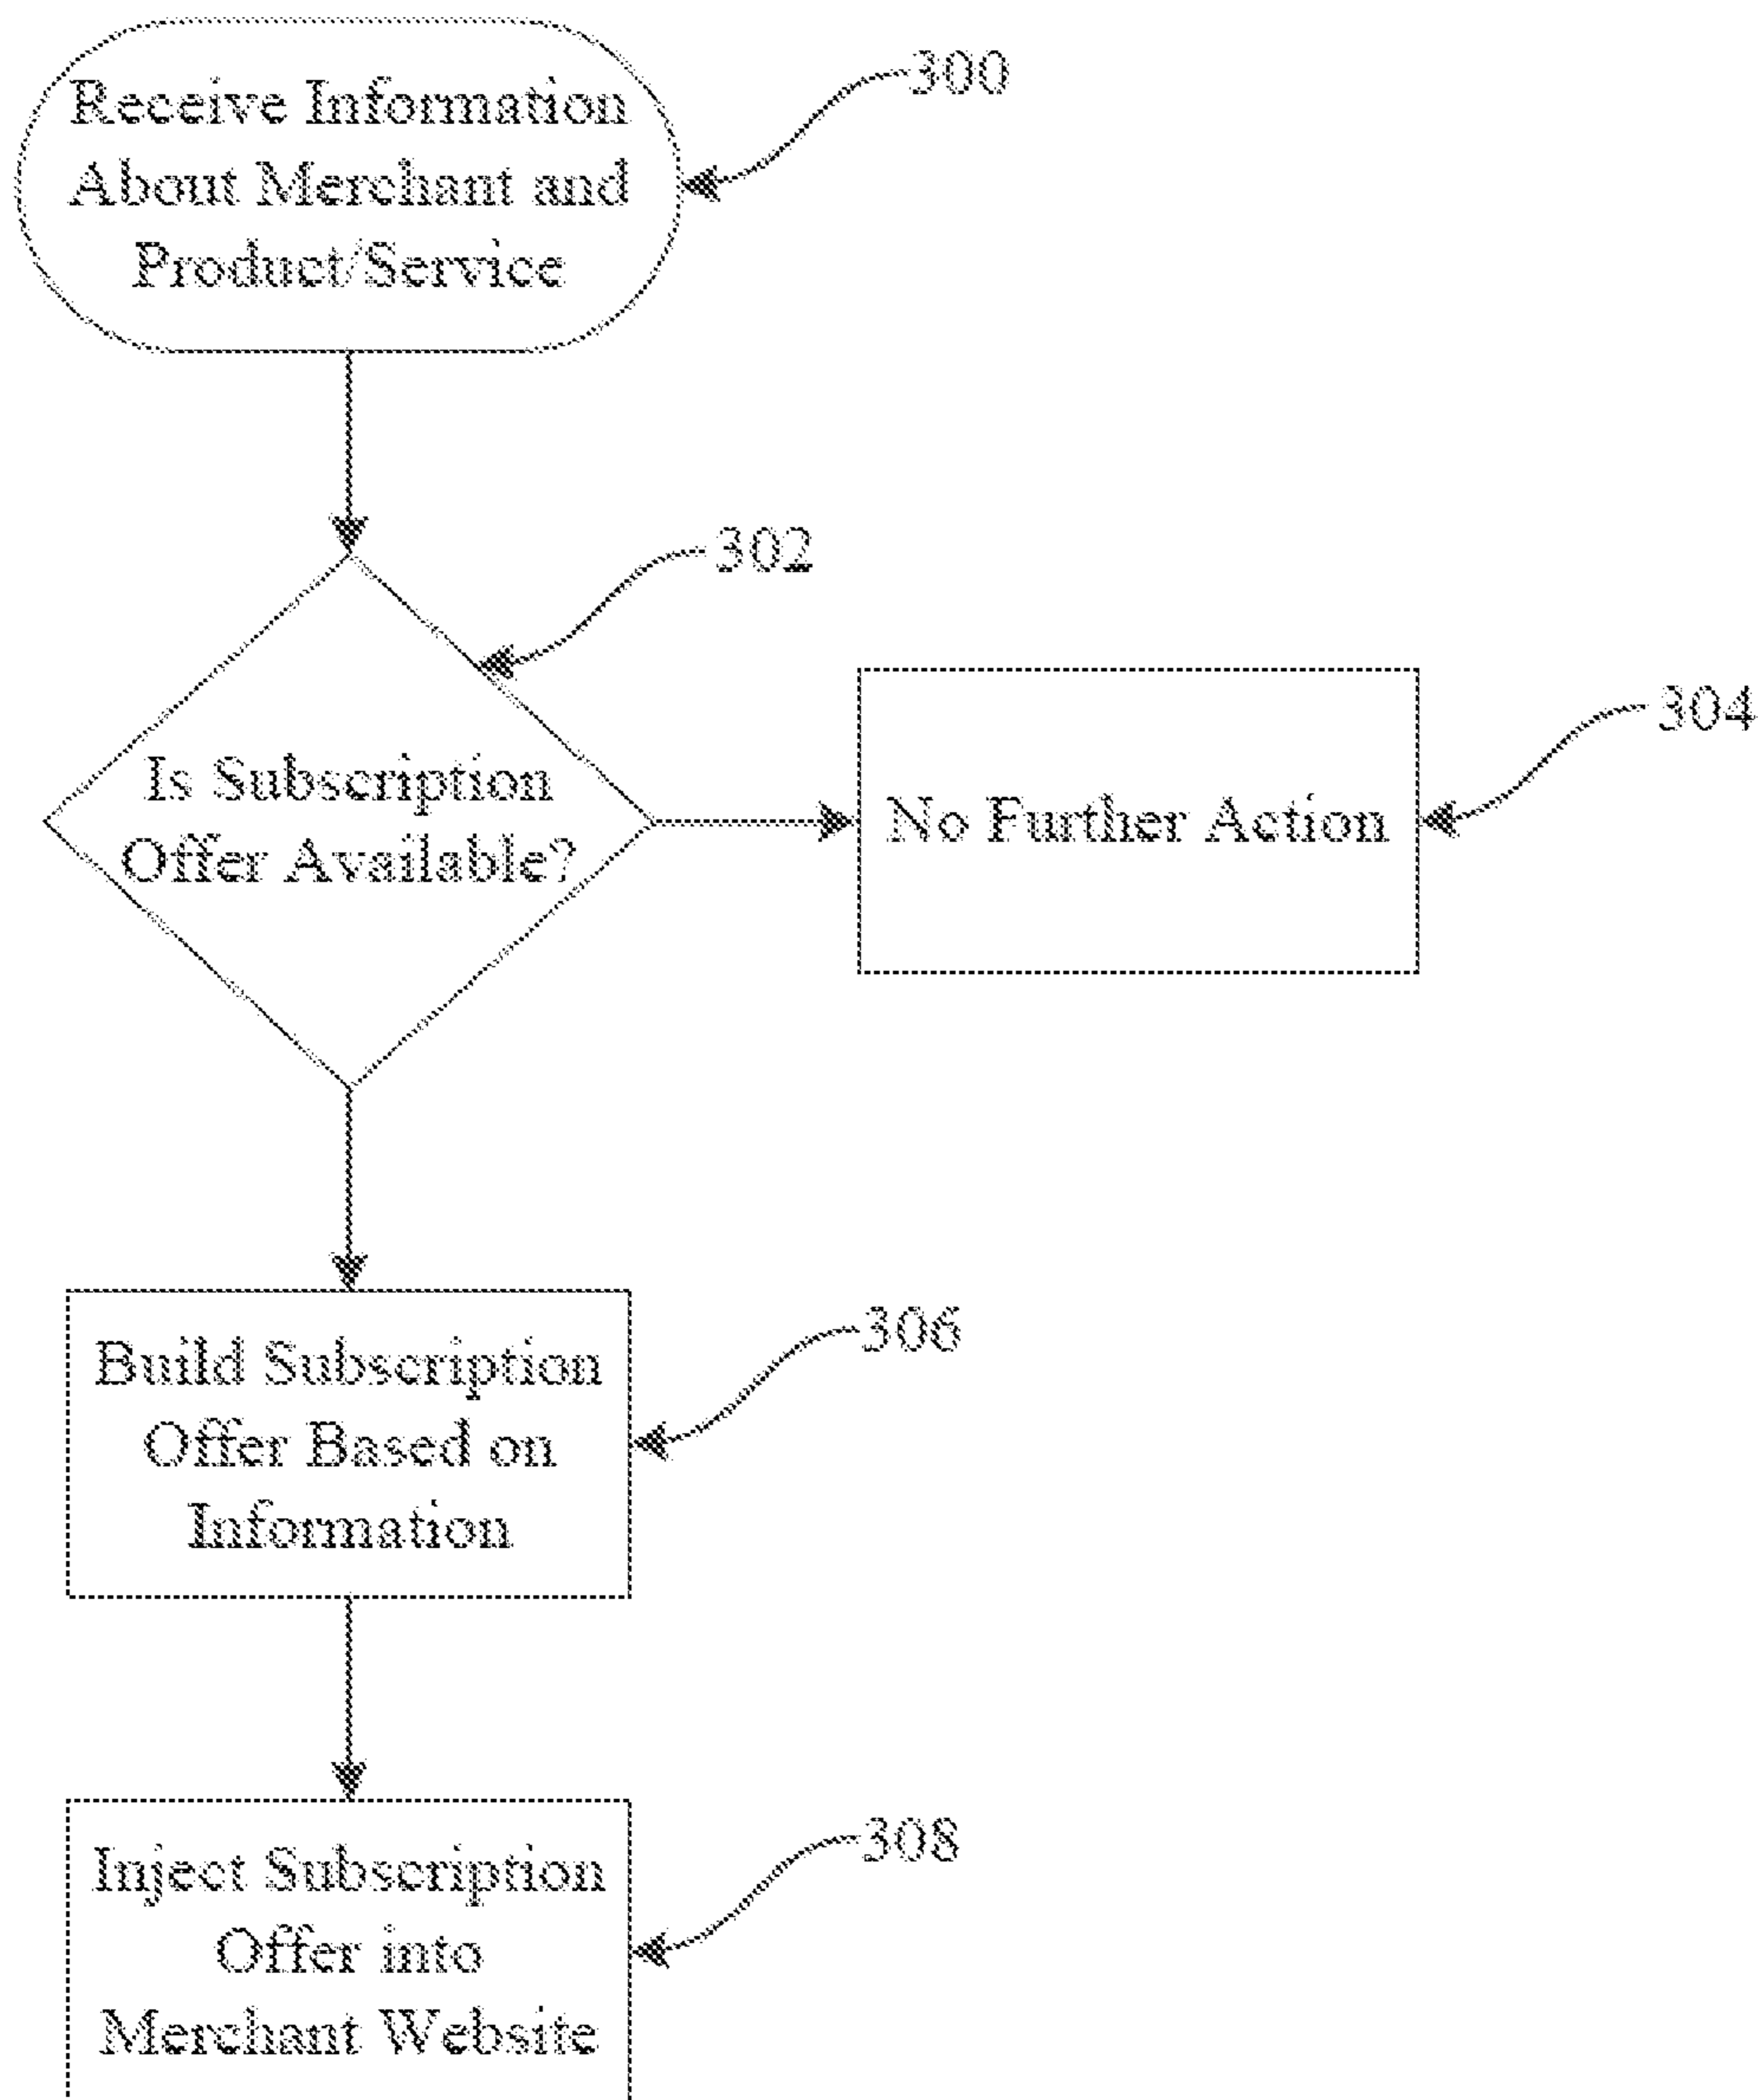 Receive Information
About Merchant and
Product/Service
300
302
Is Subscription
Offer Available?
No Further Action
304
Build Subscription
Offer Based on
Information
306
Inject Subscription
Offer into
Merchant Website
308